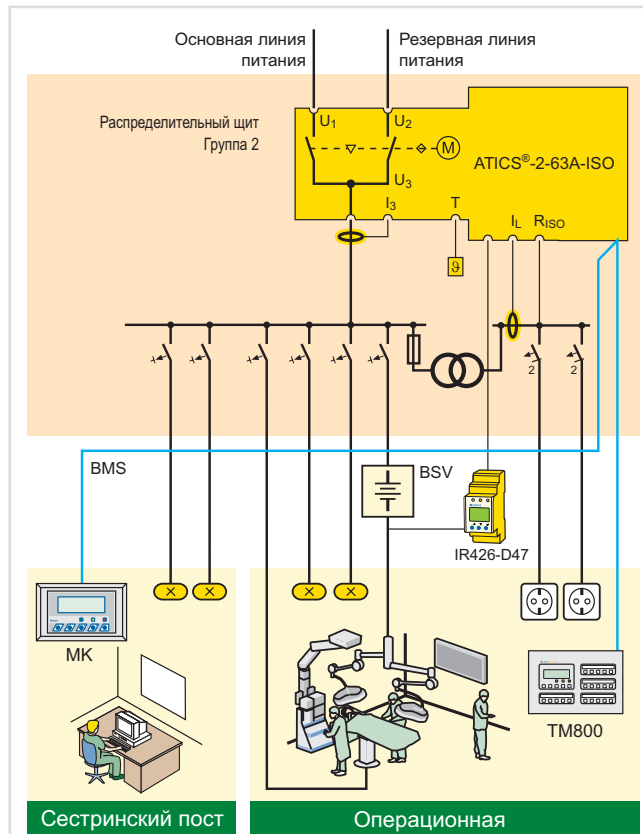 Основная линия
питания
Резервная линия
питания
Распределительный щит
Группа 2
U1
U2
M
ATICS®-2-63A-ISO
U3
I3
T
IL
RISO
ϑ
2
2
BMS
BSV
IR426-D47
MK
TM800
Сестринский пост
Операционная